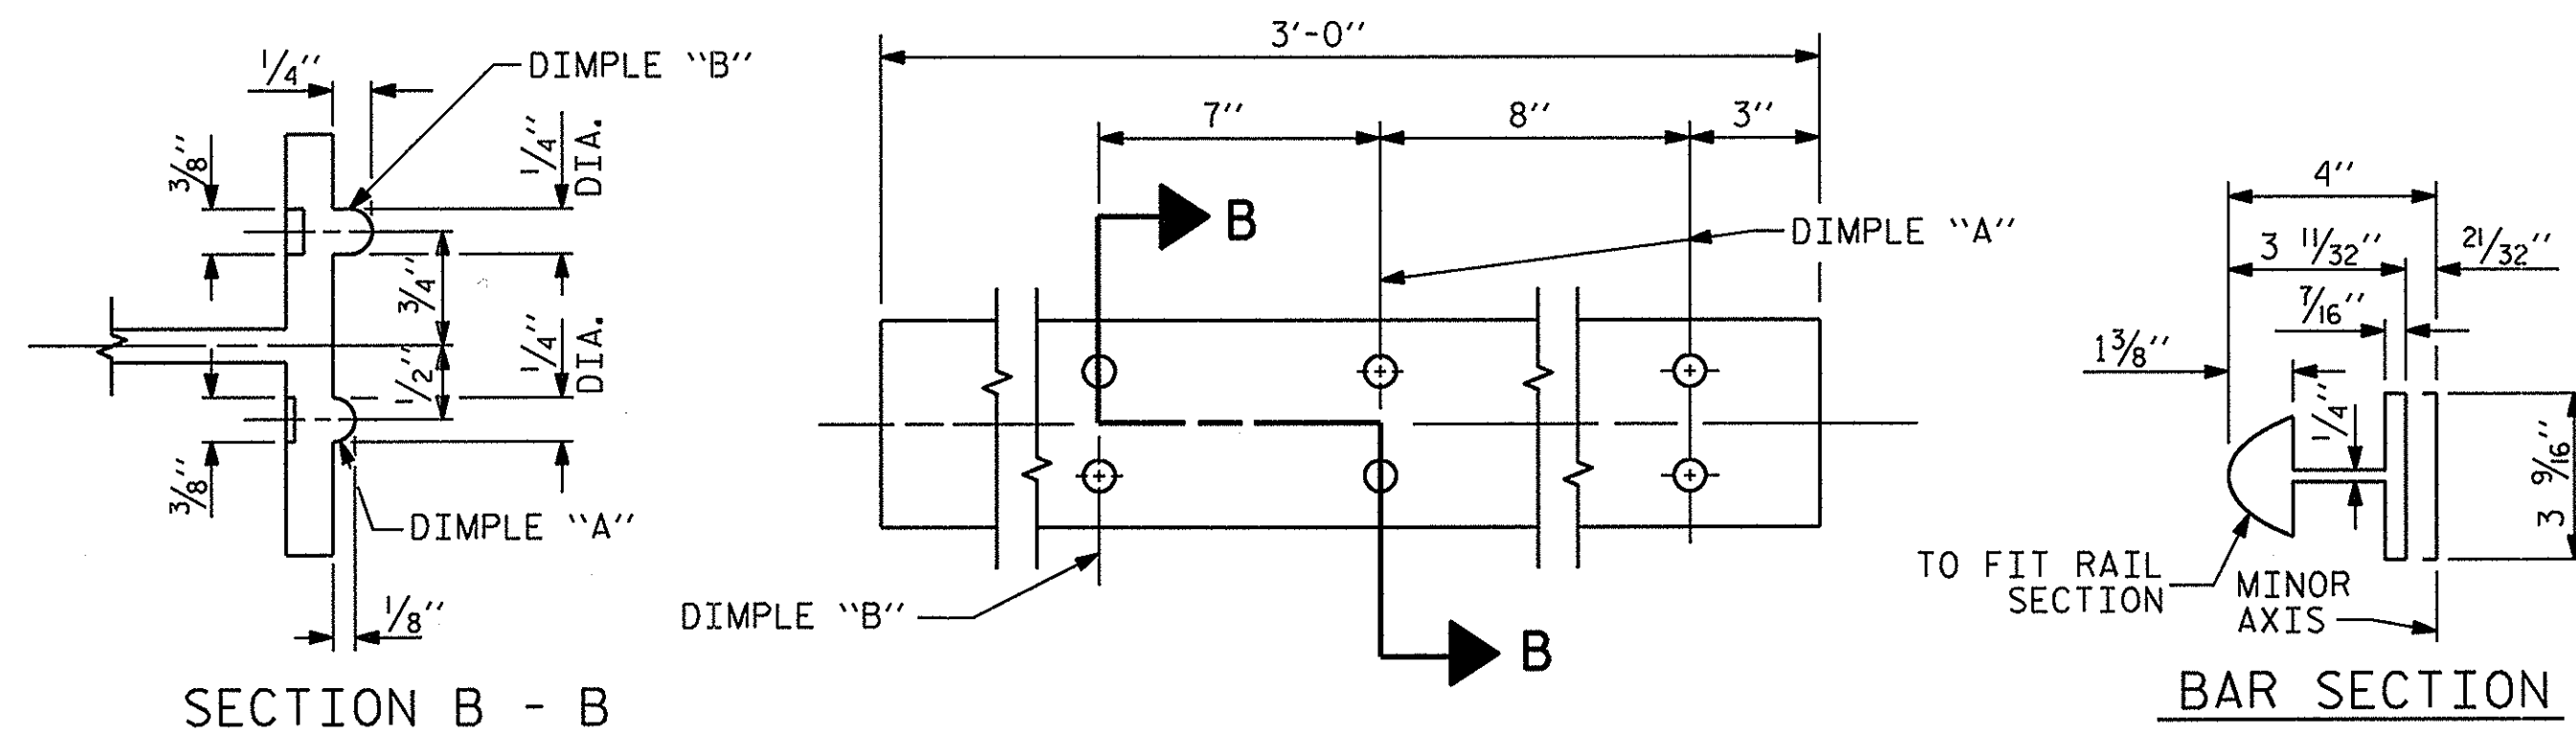 1/4''
DIMPLE ``B''
3/8''
1/4'' DIA.
3/4''
1/2''
1/4'' DIA.
3/8''
DIMPLE ``A''
1/8''
SECTION B - B
3'-0''
7''
8''
3''
B
DIMPLE ``A''
DIMPLE ``B''
B
4''
3 11/32''
21/32''
7/16''
1 3/8''
1/4''
3 9/16''
TO FIT RAIL
SECTION
MINOR
AXIS
BAR SECTION